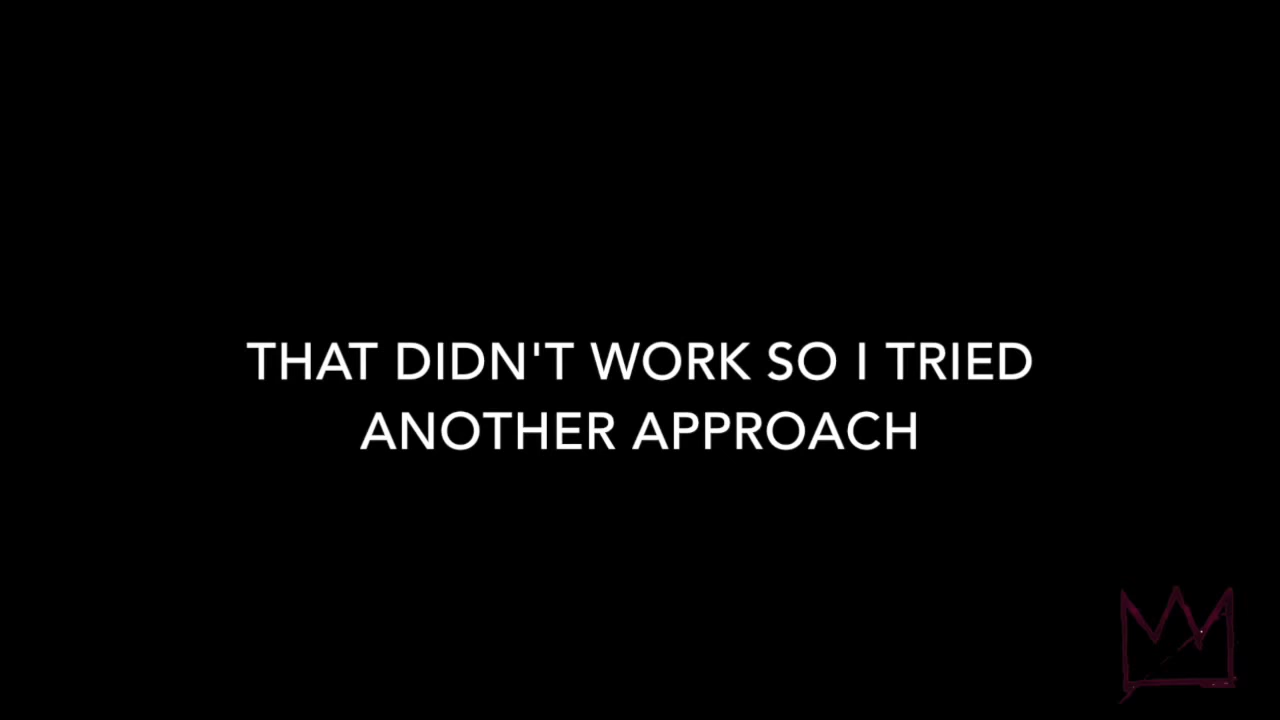 THAT DIDN'T WORK SO I TRIED
ANOTHER APPROACH